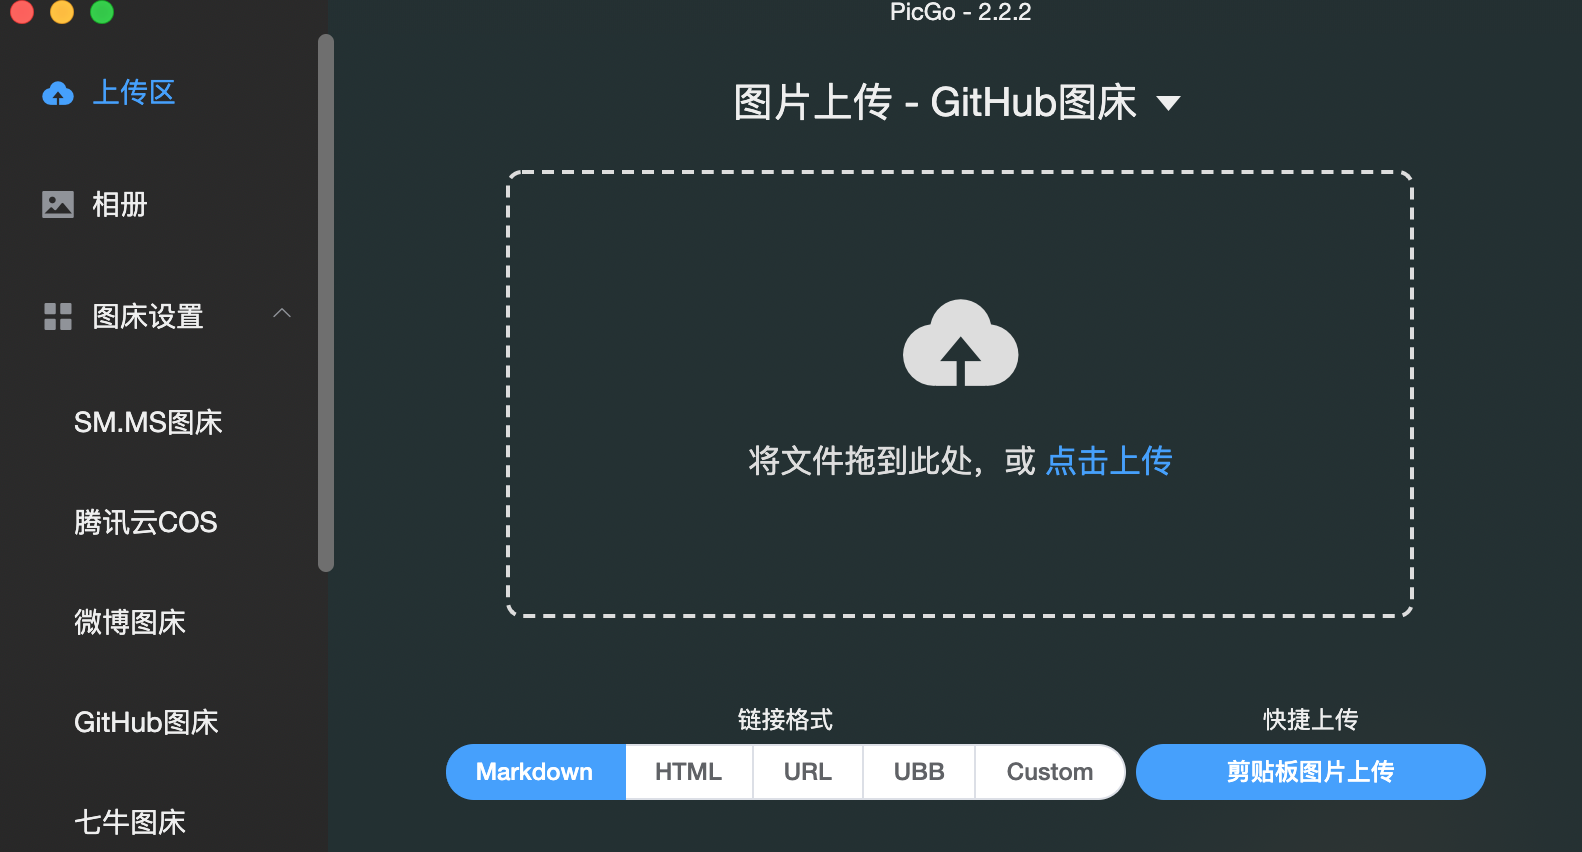 PicGo - 2.2.2
上传区
相册
图床设置
SM.MS图床
腾讯云COS
微博图床
GitHub图床
七牛图床
图片上传 - GitHub图床
将文件拖到此处，或 点击上传
链接格式
Markdown HTML URL UBB Custom
快捷上传
剪贴板图片上传